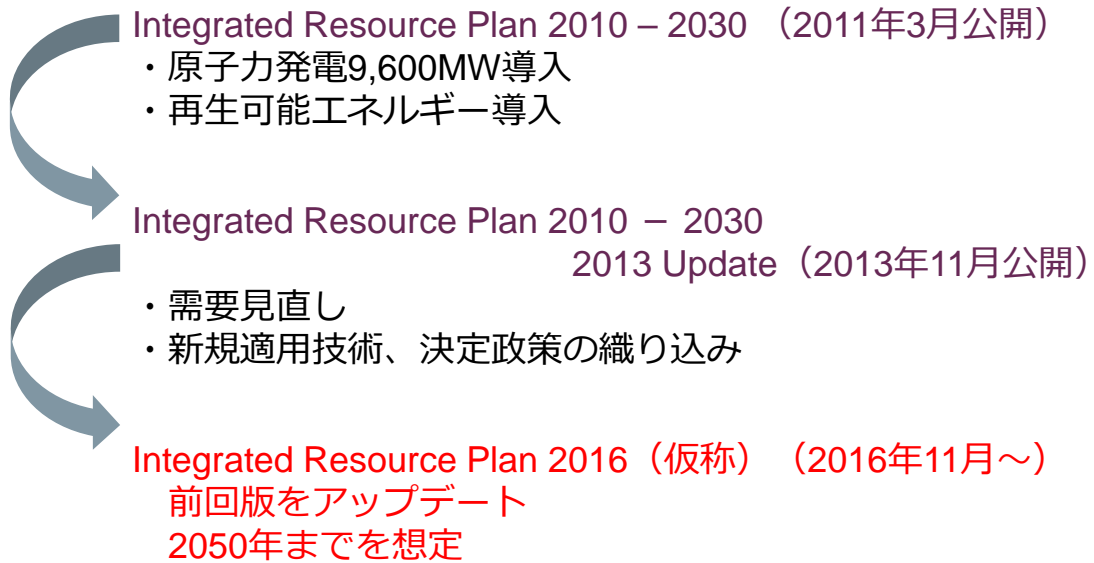 Integrated Resource Plan 2010 – 2030 （2011年3月公開）
・原子力発電9,600MW導入
・再生可能エネルギー導入
Integrated Resource Plan 2010 － 2030
2013 Update（2013年11月公開）
・需要見直し
・新規適用技術、決定政策の織り込み
Integrated Resource Plan 2016（仮称）（2016年11月～）
前回版をアップデート
2050年までを想定